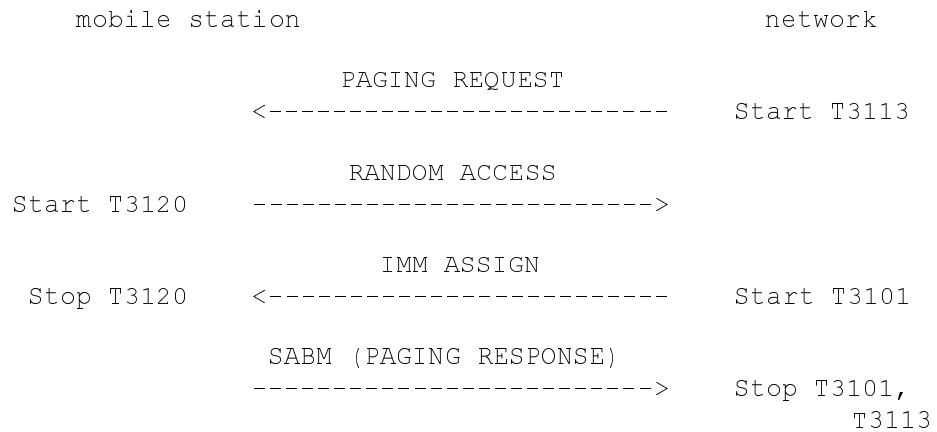 mobile station network
PAGING REQUEST
<------------------------- Start T3113
RANDOM ACCESS
Start T3120 ------------------------->
IMM ASSIGN
Stop T3120 <------------------------- Start T3101
SABM (PAGING RESPONSE)
-------------------------> Stop T3101,
T3113